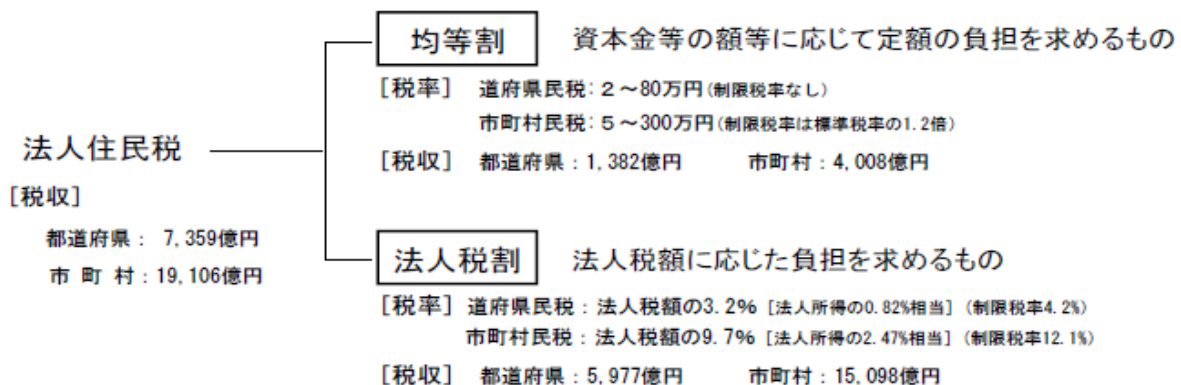 均等割 資本金等の額等に応じて定額の負担を求めるもの
[税率] 道府県民税：２～80万円(制限税率なし)
市町村民税：５～300万円(制限税率は標準税率の1.2倍)
[税収] 都道府県：1,382億円 市町村：4,008億円
法人住民税
[税収]
都道府県： 7,359億円
市 町 村：19,106億円
法人税割 法人税額に応じた負担を求めるもの
[税率] 道府県民税：法人税額の3.2% [法人所得の0.82%相当] (制限税率4.2%)
市町村民税：法人税額の9.7% [法人所得の2.47%相当] (制限税率12.1%)
[税収] 都道府県：5,977億円 市町村：15,098億円